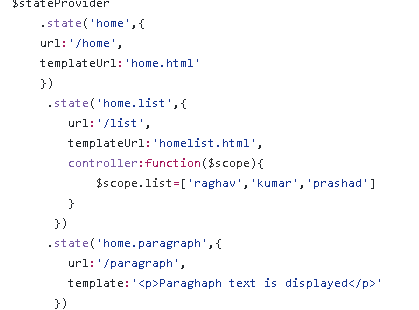 $stateProvider
.state('home',{
url:'/home',
templateUrl:'home.html'
})
.state('home.list',{
url:'/list',
templateUrl:'homelist.html',
controller:function($scope){
$scope.list=['raghav','kumar','prashad']
}
})
.state('home.paragraph',{
url:'/paragraph',
template:'<p>Paraghaph text is displayed</p>'
})